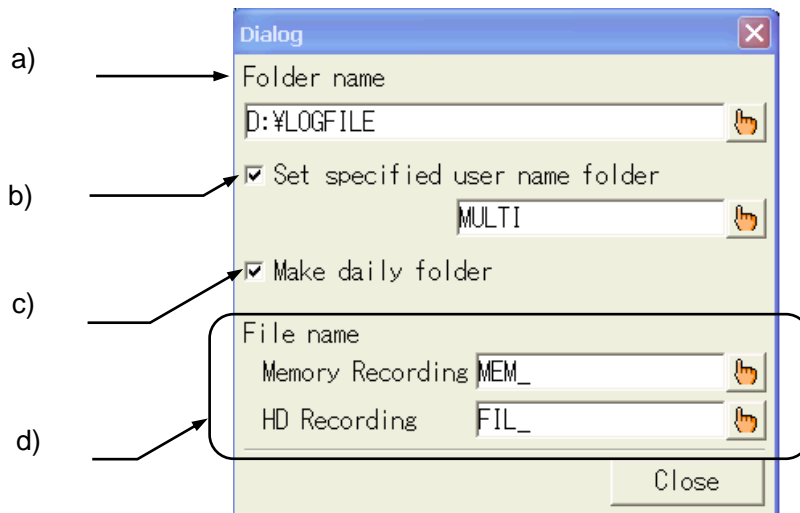 Dialog
a)
Folder name
D:¥LOGFILE
b)
Set specified user name folder
MULTI
c)
Make daily folder
File name
Memory Recording MEM_
d)
HD Recording FIL_
Close